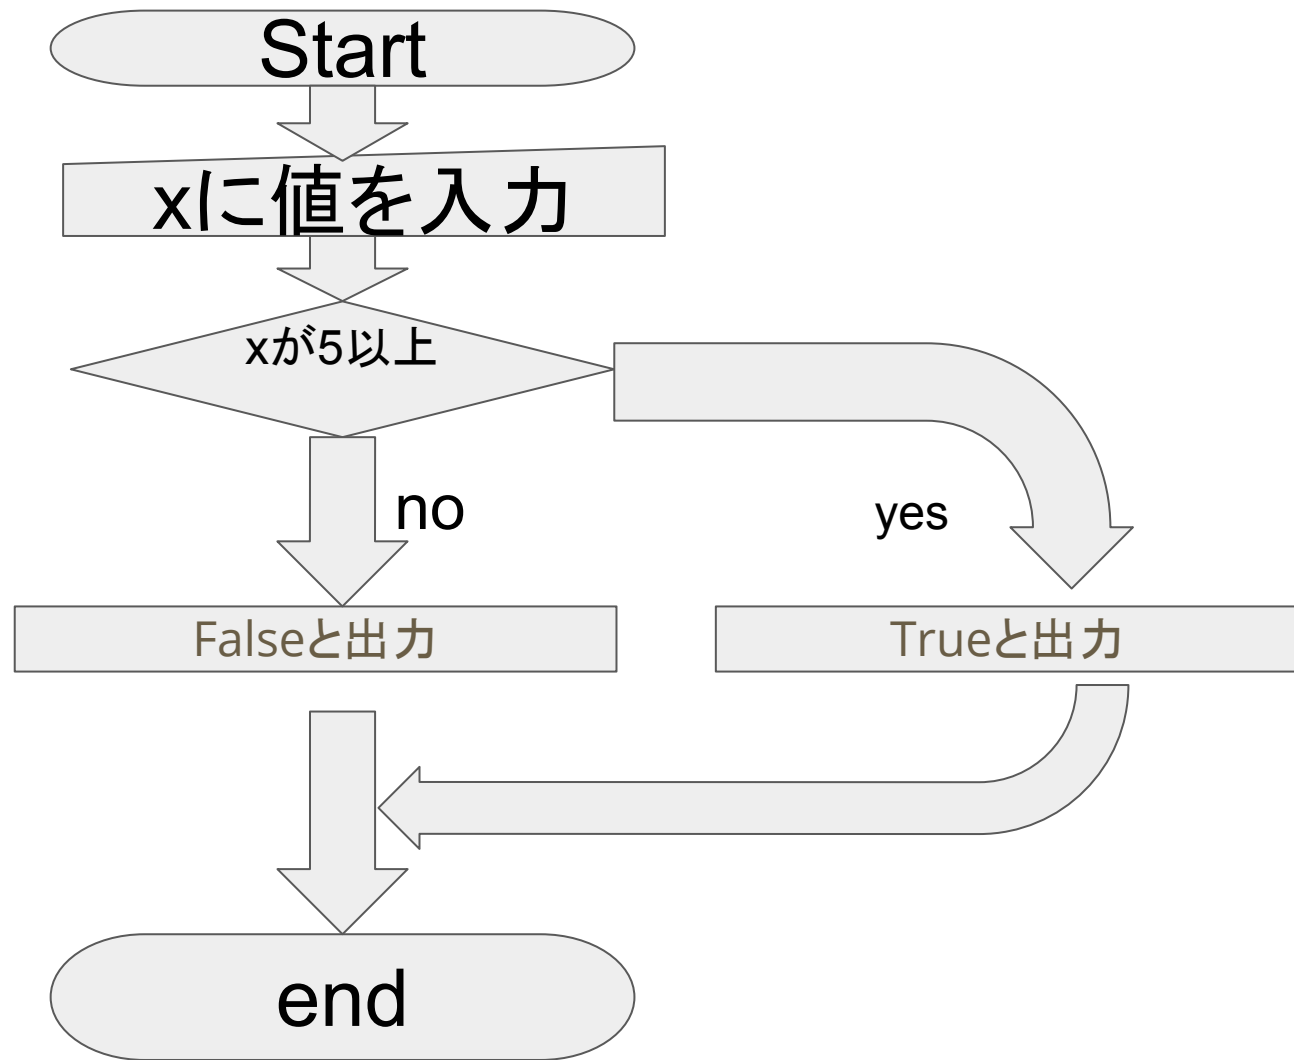 Start
xに値を入力
xが5以上
no
yes
Falseと出力
Trueと出力
end